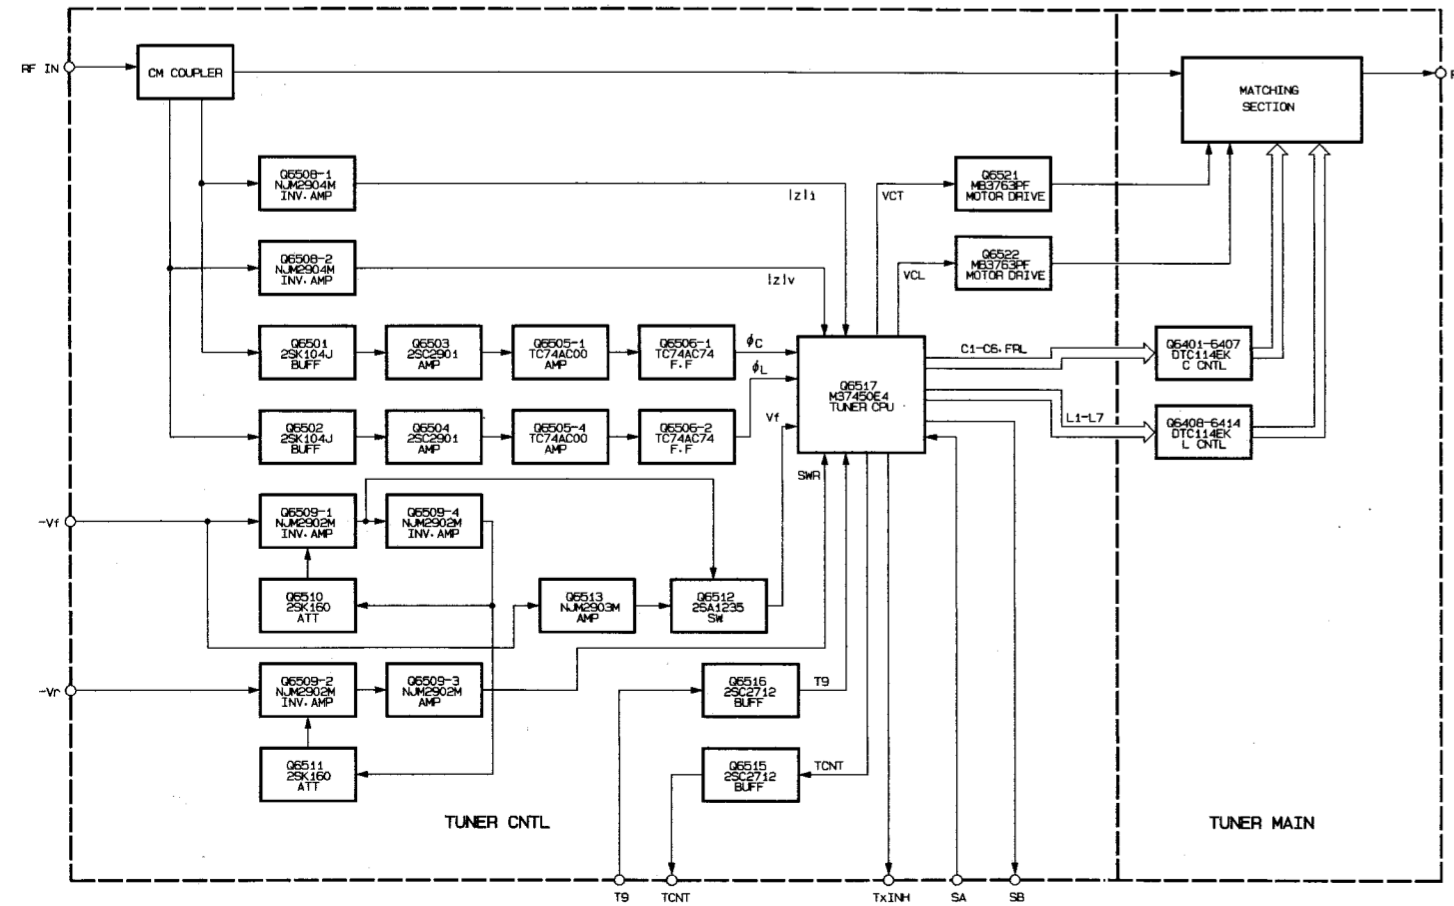 RF IN
CM COUPLER
MATCHING
SECTION
R
Q6508-1
NJM2904M
INV.AMP
|z|i
VCT
Q6521
MB3763PF
MOTOR DRIVE
Q6508-2
NJM2904M
INV.AMP
|z|v
VCL
Q6522
MB3763PF
MOTOR DRIVE
Q6501
2SK104J
BUFF
Q6503
2SC2901
AMP
Q6505-1
TC74AC00
AMP
Q6506-1
TC74AC74
F.F
ϕC
ϕL
Q6517
M37450E4
TUNER CPU
C1-C6.FRL
Q6401-6407
DTC114EK
C CNTL
Q6502
2SK104J
BUFF
Q6504
2SC2901
AMP
Q6505-4
TC74AC00
AMP
Q6506-2
TC74AC74
F.F
Vf
L1-L7
Q6408-6414
DTC114EK
L CNTL
SWR
-Vf
Q6509-1
NJM2902M
INV.AMP
Q6509-4
NJM2902M
INV.AMP
Q6510
2SK160
ATT
Q6513
NJM2903M
AMP
Q6512
2SA1235
SW
-Vr
Q6509-2
NJM2902M
INV.AMP
Q6509-3
NJM2902M
AMP
Q6516
2SC2712
BUFF
T9
Q6511
2SK160
ATT
Q6515
2SC2712
BUFF
TCNT
TUNER CNTL
TUNER MAIN
T9
TCNT
TxINH
SA
SB